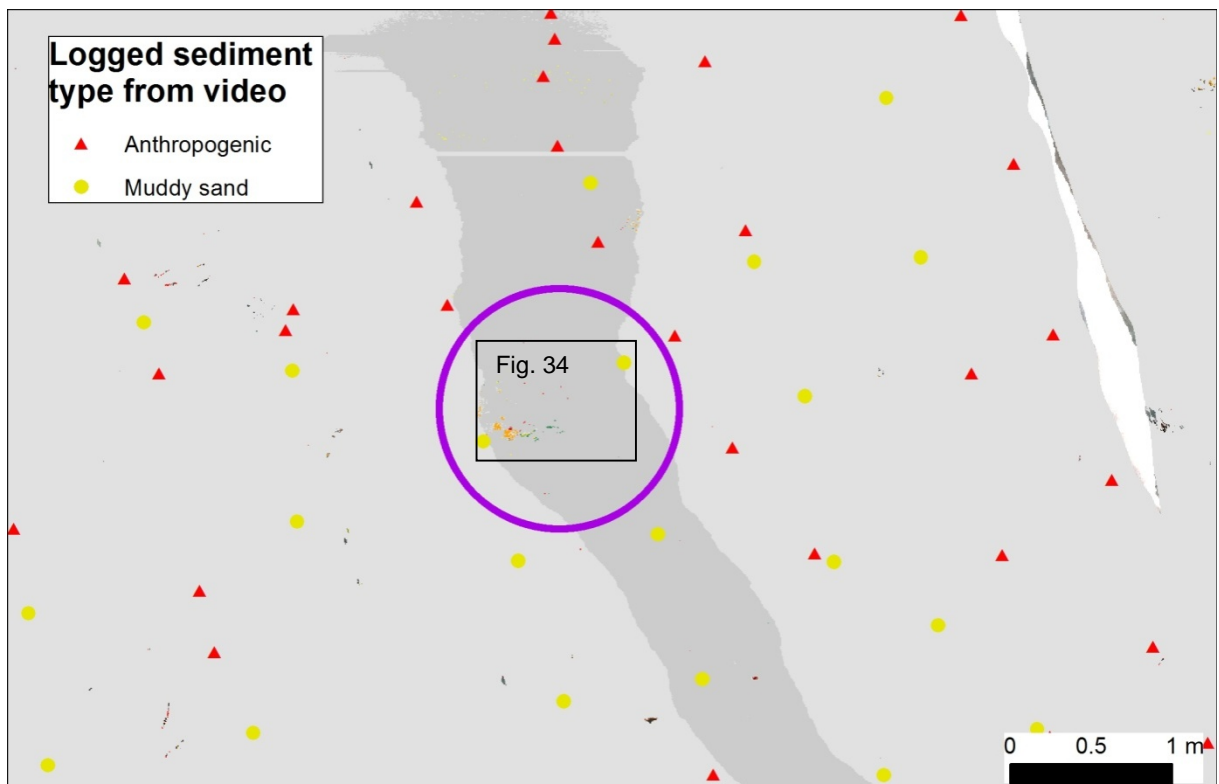 Logged sediment
type from video
Anthropogenic
Muddy sand
Fig. 34
0 0.5 1 m